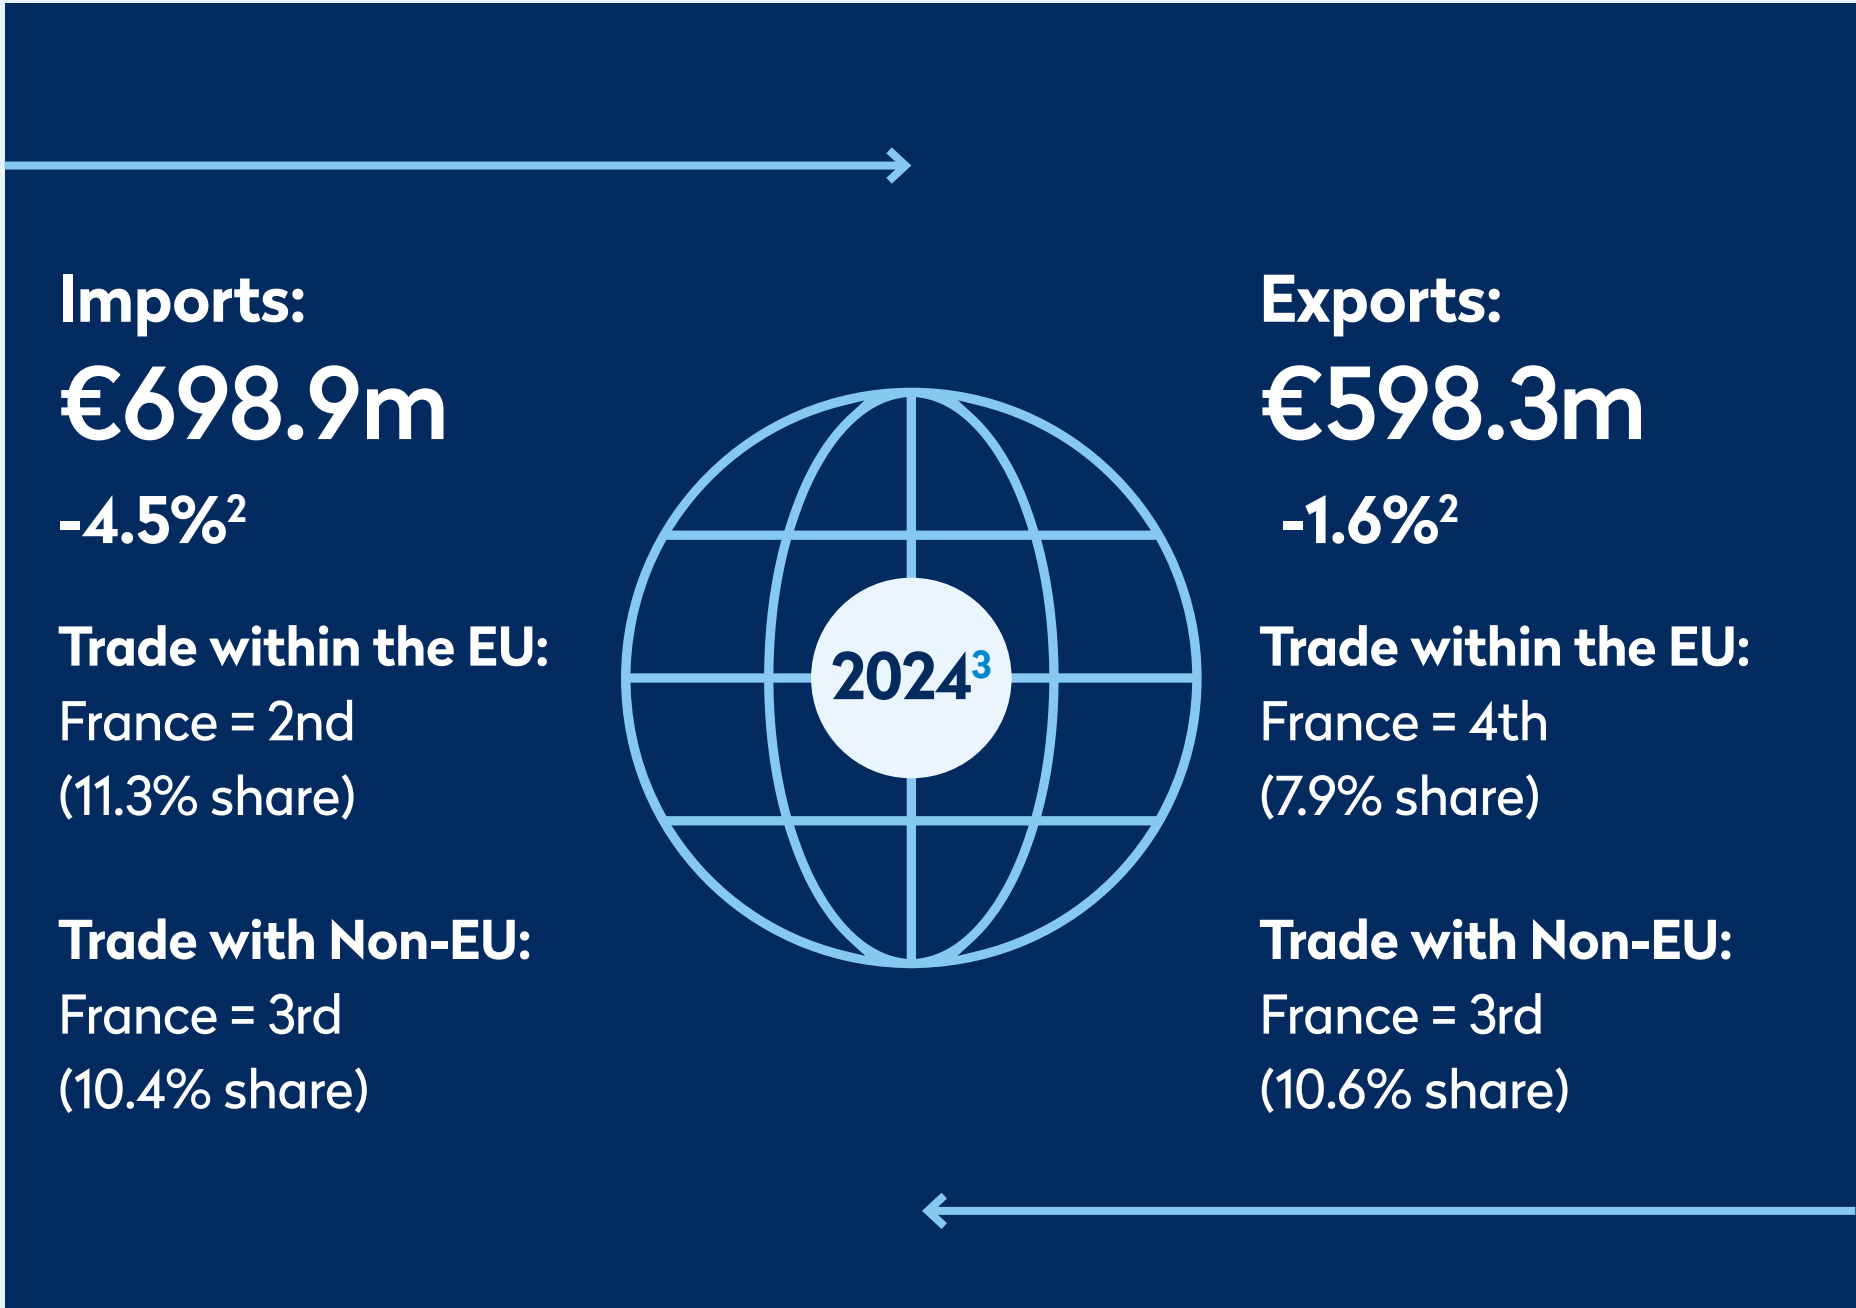 Imports:
€698.9m
-4.5%²
Trade within the EU:
France = 2nd
(11.3% share)
Trade with Non-EU:
France = 3rd
(10.4% share)
2024³
Exports:
€598.3m
-1.6%²
Trade within the EU:
France = 4th
(7.9% share)
Trade with Non-EU:
France = 3rd
(10.6% share)